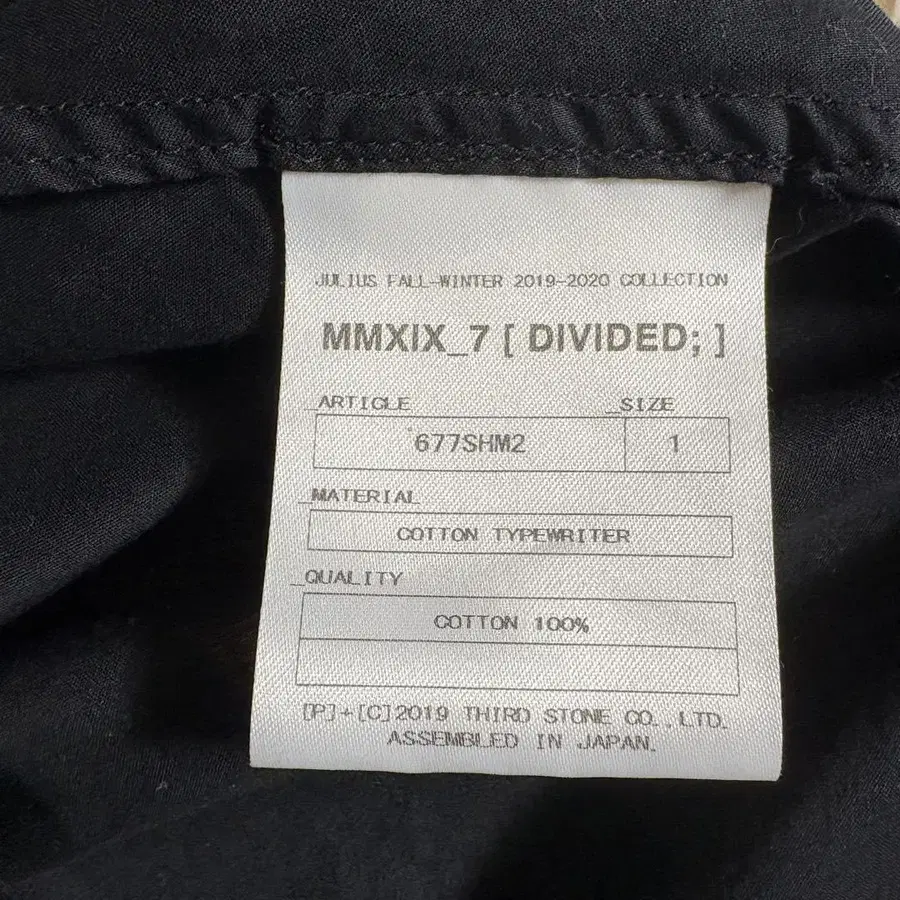 JULIUS FALL-WINTER 2019-2020 COLLECTION
MMXIX_7 [ DIVIDED; ]
_ARTICLE _SIZE
677SHM2 1
_MATERIAL
COTTON TYPEWRITER
_QUALITY
COTTON 100%
[P]+[C]2019 THIRD STONE CO.,LTD.
ASSEMBLED IN JAPAN.